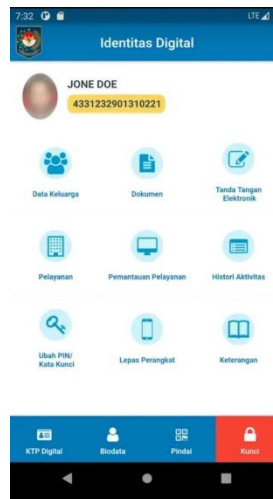 7:32
LTE
Identitas Digital
JONE DOE
4331232901310221
Data Keluarga
Dokumen
Tanda Tangan
Elektronik
Pelayanan
Pemantauan Pelayanan
Histori Aktivitas
Ubah PIN/
Kata Kunci
Lepas Perangkat
Keterangan
KTP Digital
Biodata
Pindai
Kunci